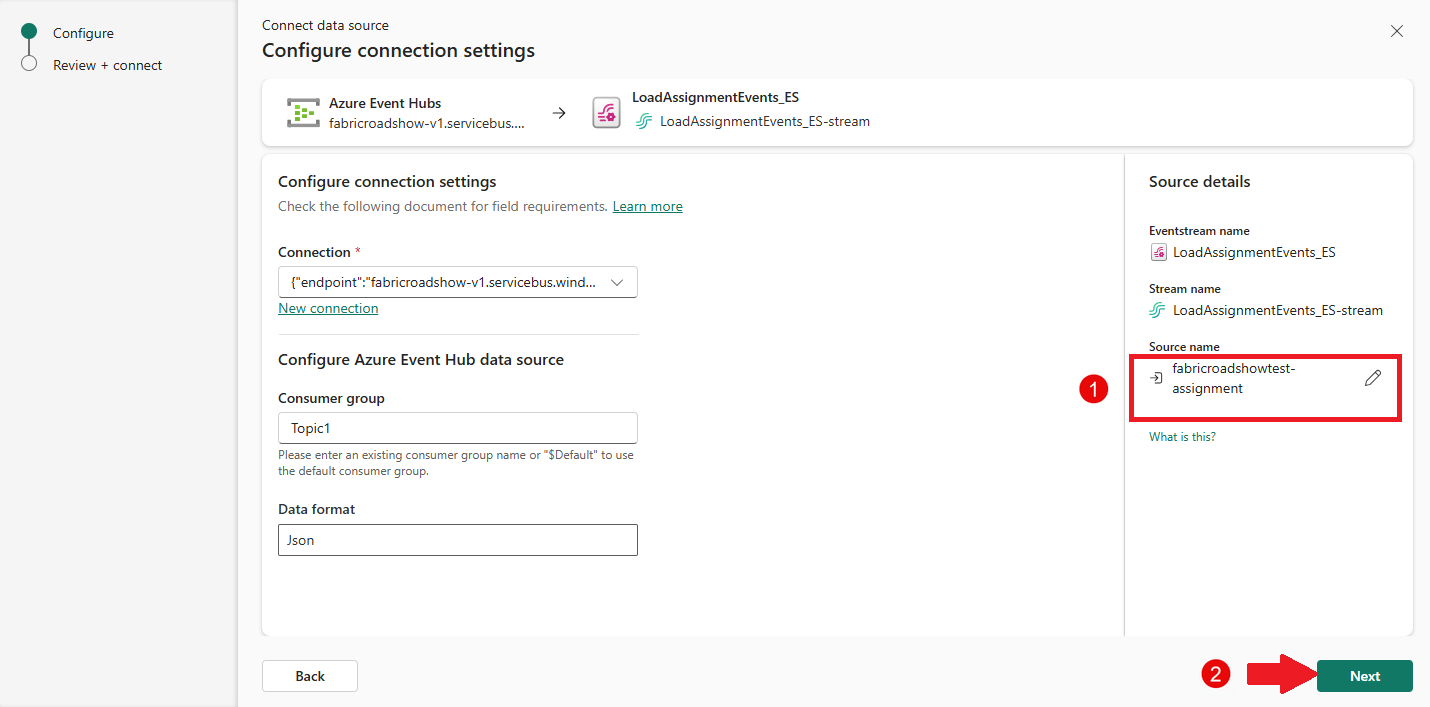 Configure
Review + connect
Connect data source
Configure connection settings
Azure Event Hubs
fabricroadshow-v1.servicebus....
LoadAssignmentEvents_ES
LoadAssignmentEvents_ES-stream
Configure connection settings
Check the following document for field requirements. Learn more
Connection *
{"endpoint":"fabricroadshow-v1.servicebus.wind...
New connection
Configure Azure Event Hub data source
Consumer group
Topic1
Please enter an existing consumer group name or "$Default" to use
the default consumer group.
Data format
Json
Source details
Eventstream name
LoadAssignmentEvents_ES
Stream name
LoadAssignmentEvents_ES-stream
Source name
1
fabricroadshowtest-
assignment
What is this?
Back
2
Next